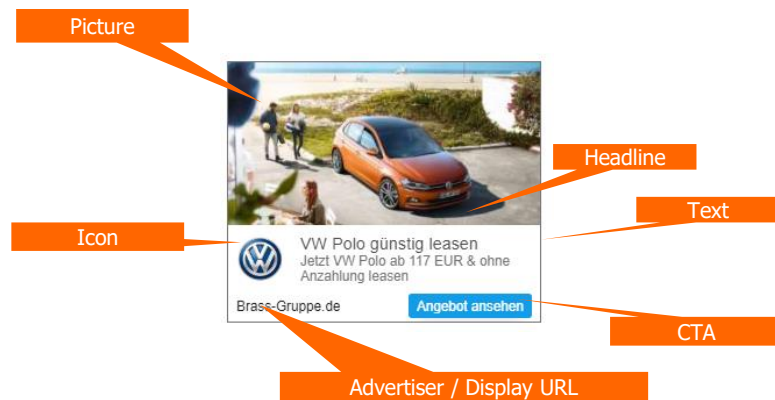 Picture
Headline
Text
Icon
VW Polo günstig leasen
Jetzt VW Polo ab 117 EUR & ohne
Anzahlung leasen
Brass-Gruppe.de
Angebot ansehen
CTA
Advertiser / Display URL